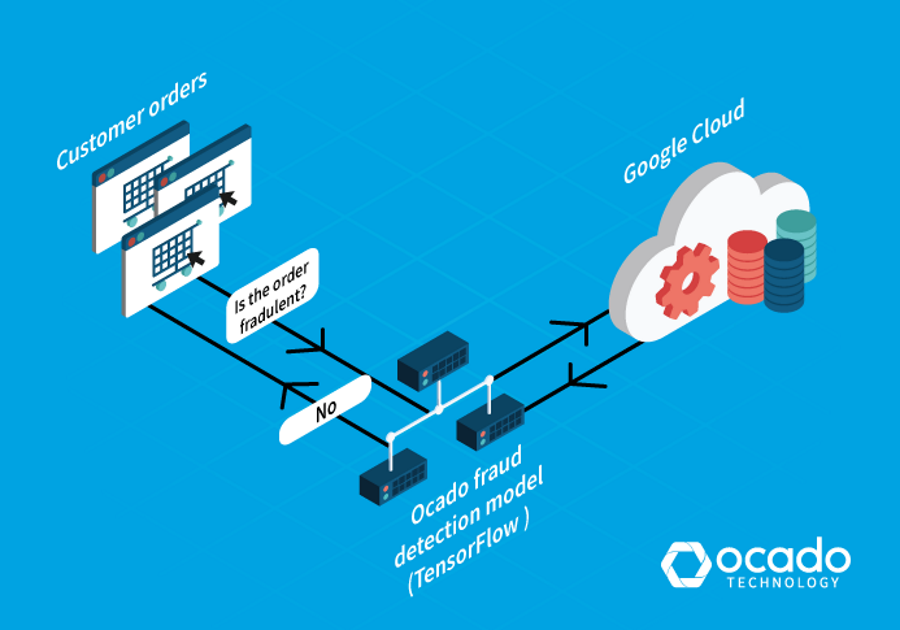 Customer orders
Google Cloud
Is the order
fradulent?
No
Ocado fraud
detection model
(TensorFlow )
ocado
TECHNOLOGY